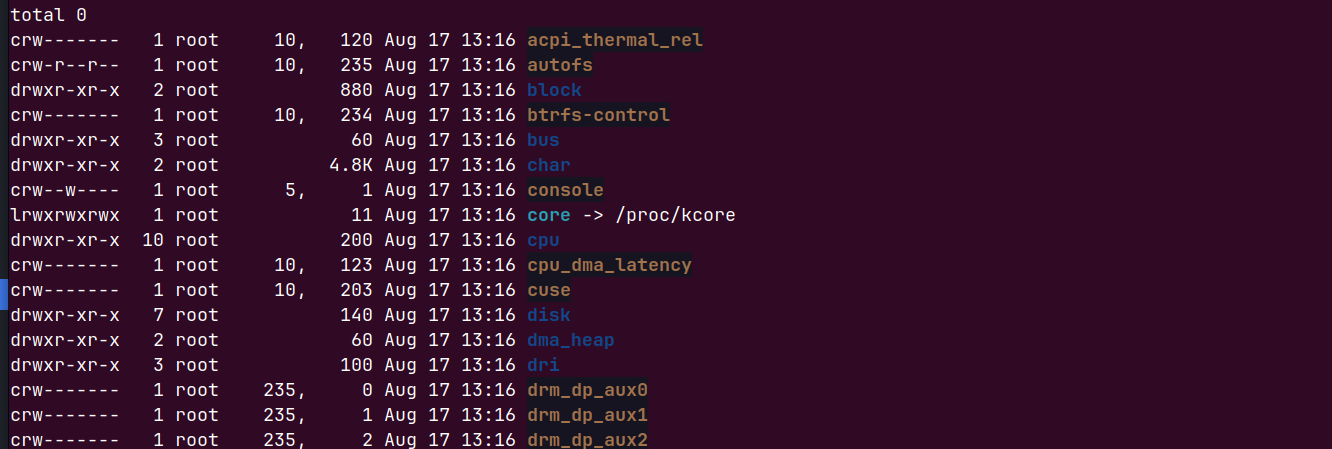 total 0
crw-------   1 root     10,   120 Aug 17 13:16 acpi_thermal_rel
crw-r--r--   1 root     10,   235 Aug 17 13:16 autofs
drwxr-xr-x   2 root           880 Aug 17 13:16 block
crw-------   1 root     10,   234 Aug 17 13:16 btrfs-control
drwxr-xr-x   3 root            60 Aug 17 13:16 bus
drwxr-xr-x   2 root          4.8K Aug 17 13:16 char
crw--w----   1 root      5,     1 Aug 17 13:16 console
lrwxrwxrwx   1 root            11 Aug 17 13:16 core -> /proc/kcore
drwxr-xr-x  10 root           200 Aug 17 13:16 cpu
crw-------   1 root     10,   123 Aug 17 13:16 cpu_dma_latency
crw-------   1 root     10,   203 Aug 17 13:16 cuse
drwxr-xr-x   7 root           140 Aug 17 13:16 disk
drwxr-xr-x   2 root            60 Aug 17 13:16 dma_heap
drwxr-xr-x   3 root           100 Aug 17 13:16 dri
crw-------   1 root    235,     0 Aug 17 13:16 drm_dp_aux0
crw-------   1 root    235,     1 Aug 17 13:16 drm_dp_aux1
crw-------   1 root    235,     2 Aug 17 13:16 drm_dp_aux2